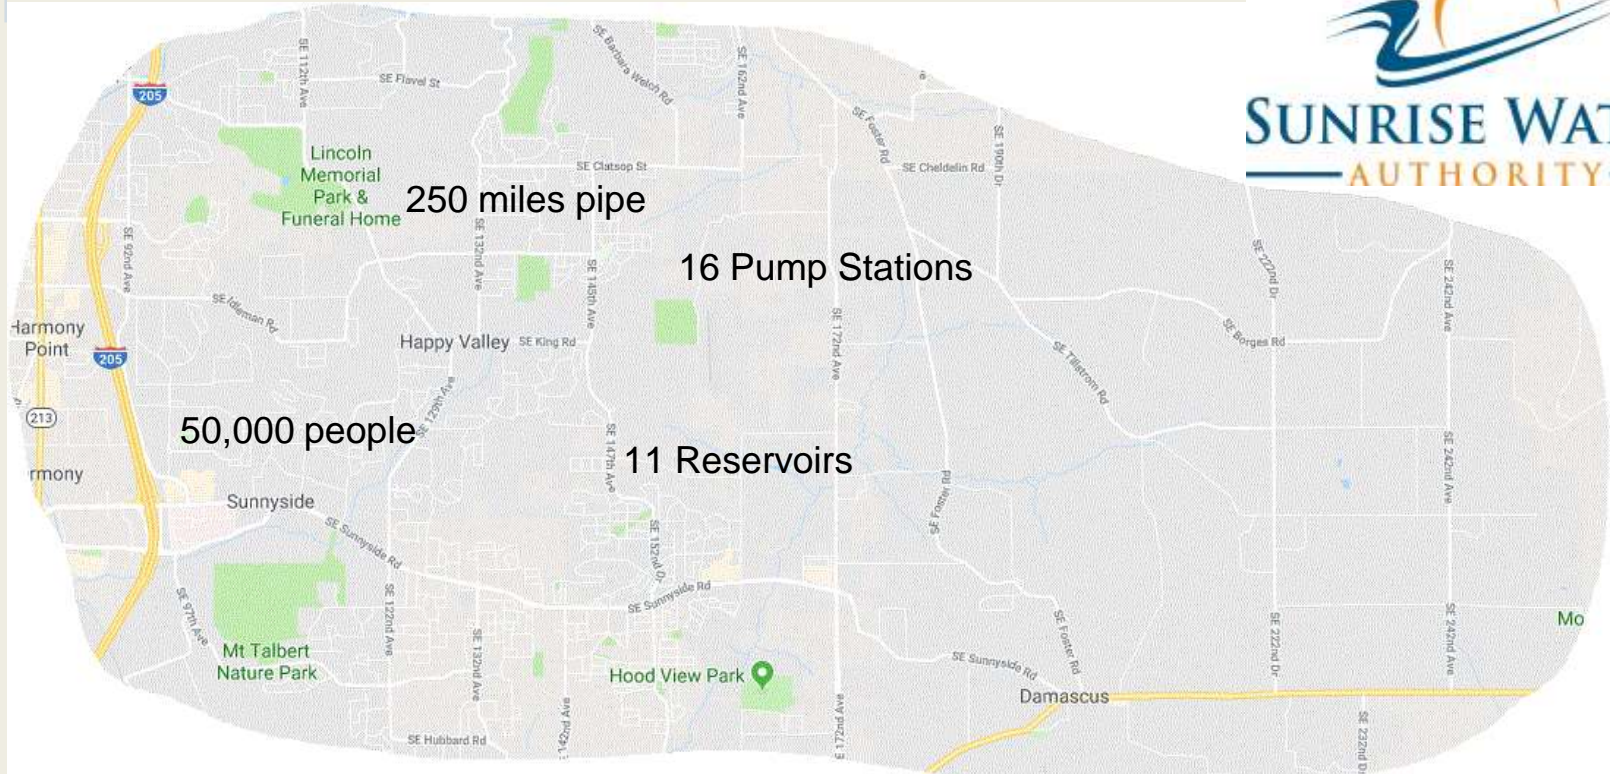 SUNRISE WAT
AUTHORITY
205
SE 112th Ave
SE Flavel St
SE Barbara Welch Rd
SE 162nd Ave
e
SE Foster Rd
SE 190th Dr
Lincoln
Memorial
Park &
Funeral Home
SE Clatsop St
SE Cheldelin Rd
250 miles pipe
SE 92nd Ave
SE 132nd Ave
SE 145th Ave
16 Pump Stations
SE 222nd Dr
SE 242nd Ave
SE Idleman Rd
Harmony
Point
205
Happy Valley
SE King Rd
SE 172nd Ave
SE Tillstrom Rd
SE Borges Rd
213
50,000 people
SE 129th Ave
SE 147th Ave
11 Reservoirs
SE 242nd Ave
rmony
Sunnyside
SE Sunnyside Rd
SE 152nd Dr
SE Foster Rd
SE 97th Ave
SE 122nd Ave
SE Sunnyside Rd
SE 132nd Ave
Mt Talbert
Nature Park
Hood View Park
SE Sunnyside Rd
SE Foster Rd
SE 222nd Dr
SE 242nd Ave
Mo
Damascus
SE Hubbard Rd
E 142nd Ave
E 172nd Ave
SE 232nd D